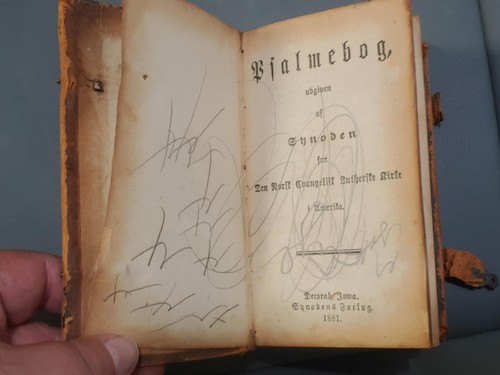 Psalmebog,
udgiven
af
Synoden
for
Den Norsk Evangelisk Lutherske Kirke
i Amerika.
Decorah, Iowa.
Synodens Forlag.
1881.